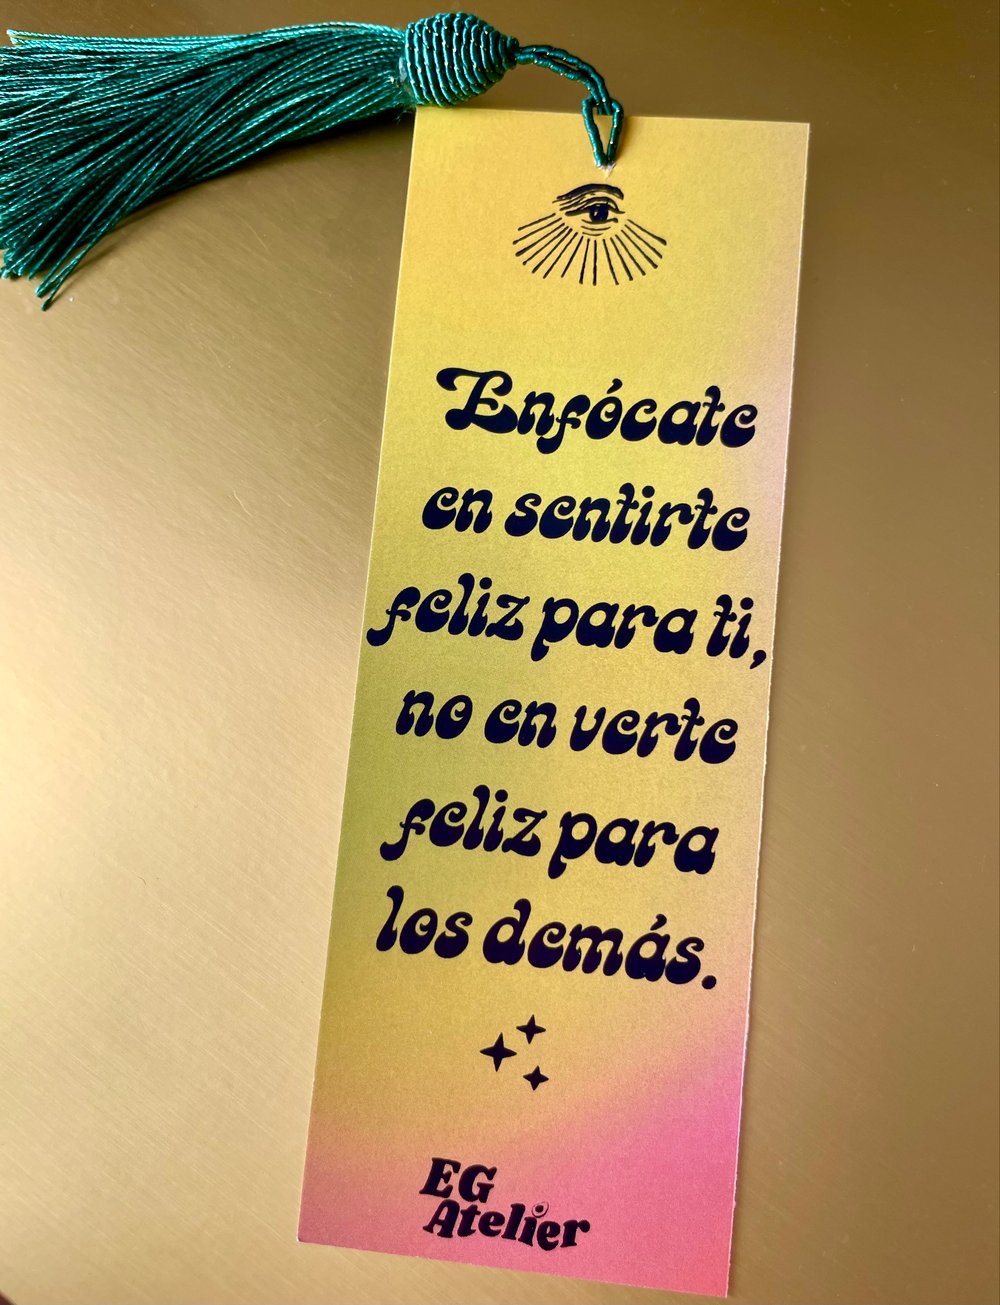 Enfócate
en sentirte
feliz para ti,
no en verte
feliz para
los demás.
EG
Atelier